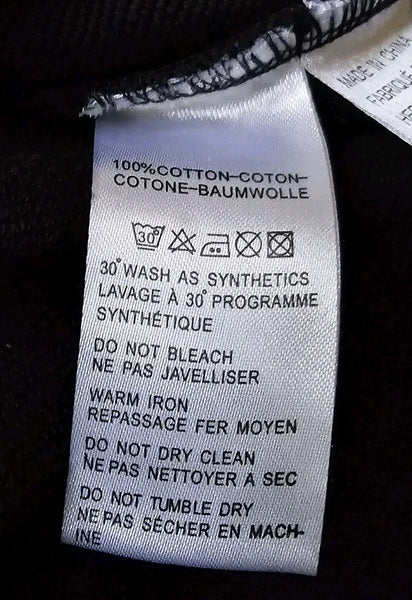 100%COTTON-COTON-
COTONE-BAUMWOLLE
30
30°WASH AS SYNTHETICS
LAVAGE À 30° PROGRAMME
SYNTHÉTIQUE
DO NOT BLEACH
NE PAS JAVELLISER
WARM IRON
REPASSAGE FER MOYEN
DO NOT DRY CLEAN
NE PAS NETTOYER A SEC
DO NOT TUMBLE DRY
NE PAS SÉCHER EN MACH-
INE
MADE IN CHINA
FABRIQUÉ